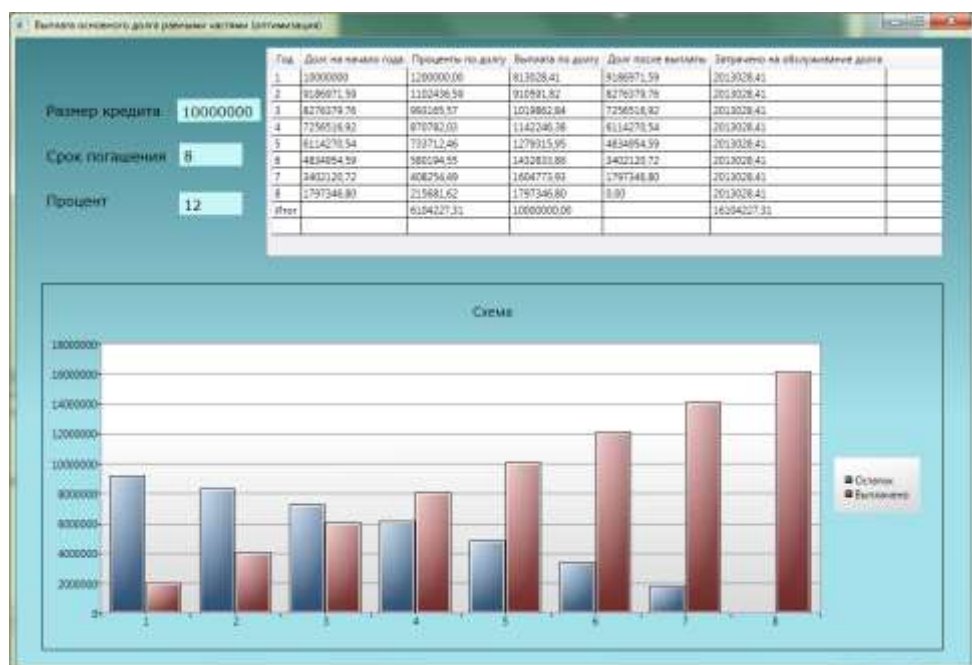 Выплата основного долга равными частями (оптимизация)
Год Долг на начало года Проценты по долгу Выплата по долгу Долг после выплаты Затрачено на обслуживание долга
1 10000000 1200000,00 813028,41 9186971,59 2013028,41
2 9186971,59 1102436,59 910591,82 8276379,76 2013028,41
3 8276379,76 993165,57 1019862,84 7256516,92 2013028,41
4 7256516,92 870782,03 1142246,38 6114270,54 2013028,41
5 6114270,54 733712,46 1279315,95 4834954,59 2013028,41
6 4834954,59 580194,55 1432833,86 3402120,72 2013028,41
7 3402120,72 408254,49 1604773,93 1797346,80 2013028,41
8 1797346,80 215681,62 1797346,80 0,00 2013028,41
Итог 6104227,31 10000000,00 16104227,31
Размер кредита 10000000
Срок погашения 8
Процент 12
Схема
18000000
16000000
14000000
12000000
10000000
8000000
6000000
4000000
2000000
0
1 2 3 4 5 6 7 8
Остаток
Выплачено